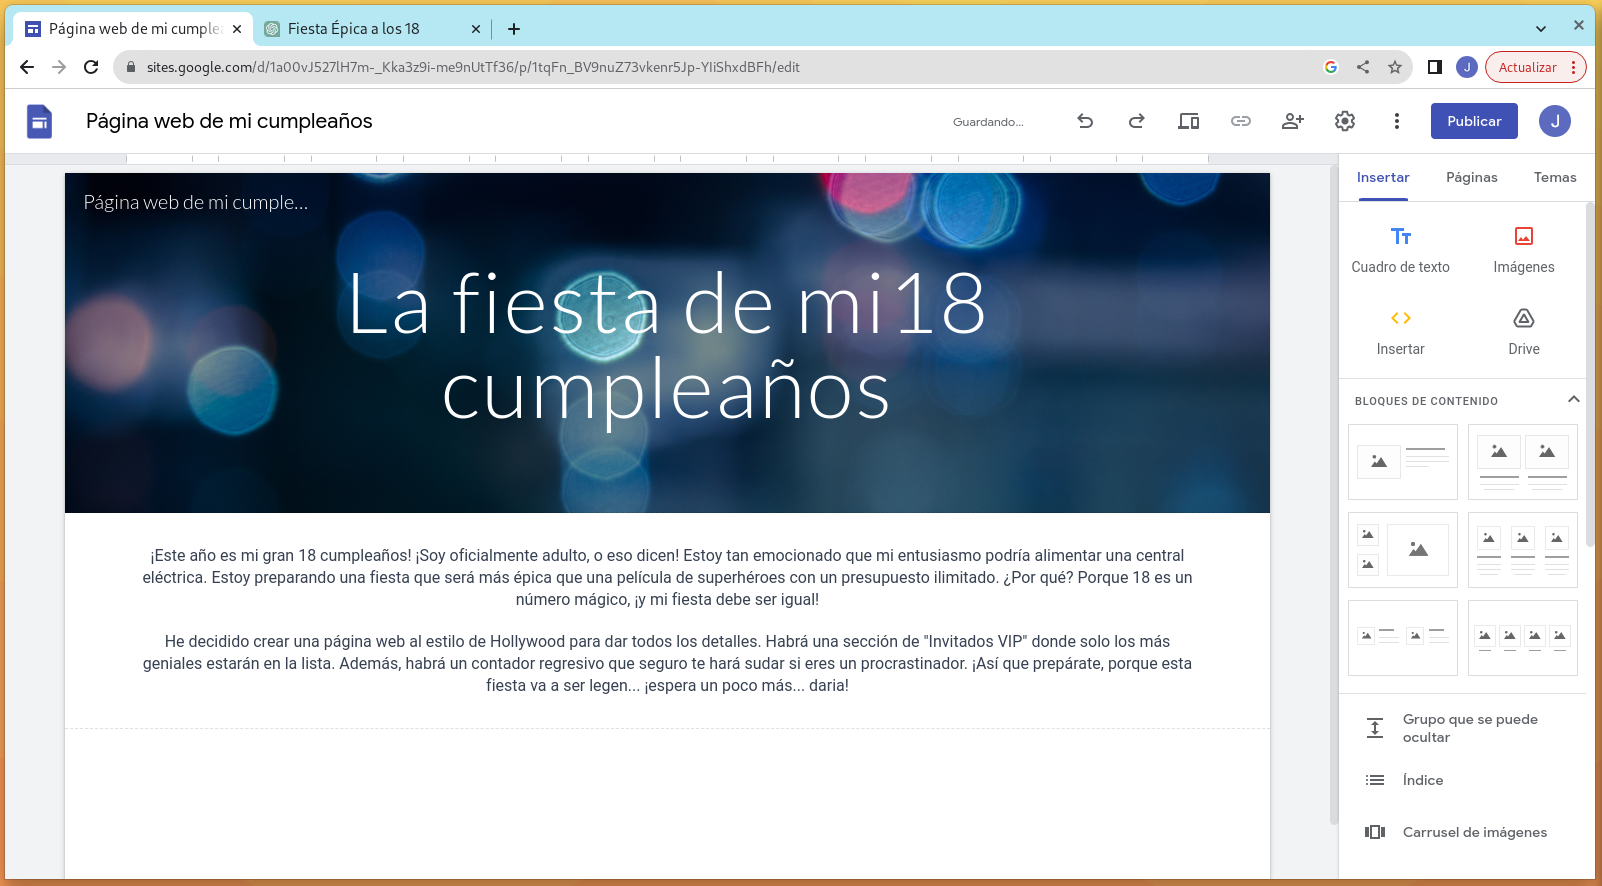 Página web de mi cumplea
Fiesta Épica a los 18
sites.google.com/d/1a00vJ527lH7m-_Kka3z9i-me9nUtTf36/p/1tqFn_BV9nuZ73vkenr5Jp-YIiShxdBFh/edit
J
Actualizar
Página web de mi cumpleaños
Guardando...
Publicar
J
Insertar
Páginas
Temas
Página web de mi cumple...
La fiesta de mi18
cumpleaños
¡Este año es mi gran 18 cumpleaños! ¡Soy oficialmente adulto, o eso dicen! Estoy tan emocionado que mi entusiasmo podría alimentar una central
eléctrica. Estoy preparando una fiesta que será más épica que una película de superhéroes con un presupuesto ilimitado. ¿Por qué? Porque 18 es un
número mágico, ¡y mi fiesta debe ser igual!
He decidido crear una página web al estilo de Hollywood para dar todos los detalles. Habrá una sección de "Invitados VIP" donde solo los más
geniales estarán en la lista. Además, habrá un contador regresivo que seguro te hará sudar si eres un procrastinador. ¡Así que prepárate, porque esta
fiesta va a ser legen... ¡espera un poco más... daria!
Cuadro de texto
Imágenes
Insertar
Drive
BLOQUES DE CONTENIDO
Grupo que se puede
ocultar
Índice
Carrusel de imágenes